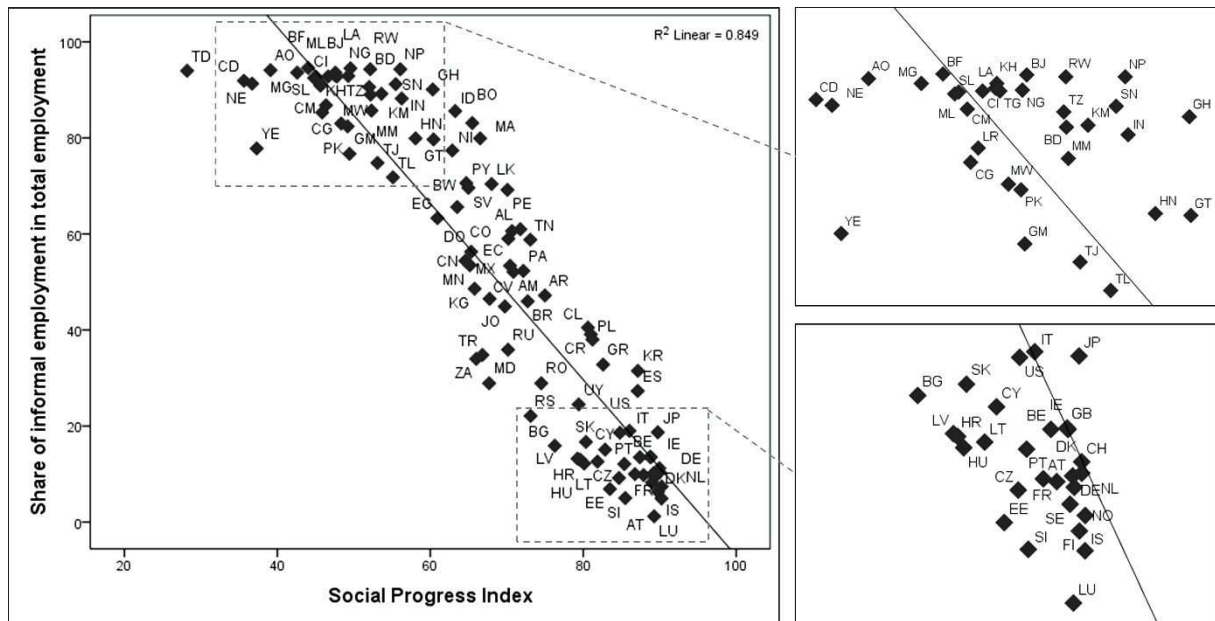 R² Linear = 0.849
Share of informal employment in total employment
100
80
60
40
20
0
20
40
60
80
100
Social Progress Index
TD
CD
NE
AO
BF
ML
BJ
LA
RW
CI
NG
BD
NP
MG
SL
KH
TZ
SN
GH
CM
MW
KM
IN
ID
BO
YE
CG
GM
MM
HN
NI
MA
PK
TJ
TL
GT
BW
PY
LK
EG
SV
PE
AL
TN
DO
CO
EC
PA
CN
MX
MN
CV
AM
AR
KG
JO
BR
CL
PL
TR
RU
CR
GR
KR
ZA
MD
RO
ES
RS
UY
US
BG
SK
CY
IT
JP
LV
PT
BE
IE
HR
LT
CZ
DE
HU
EE
FR
DK
NL
SI
AT
IS
LU
BF
KH
BJ
RW
NP
AO
MG
SL
LA
CD
NE
ML
CI
TG
NG
TZ
SN
CM
KM
GH
LR
BD
IN
CG
MM
MW
PK
HN
GT
YE
GM
TJ
TL
IT
JP
US
SK
BG
CY
IE
BE
GB
LV
HR
LT
DK
CH
HU
PT
AT
CZ
FR
DE
NL
EE
SE
NO
SI
FI
IS
LU